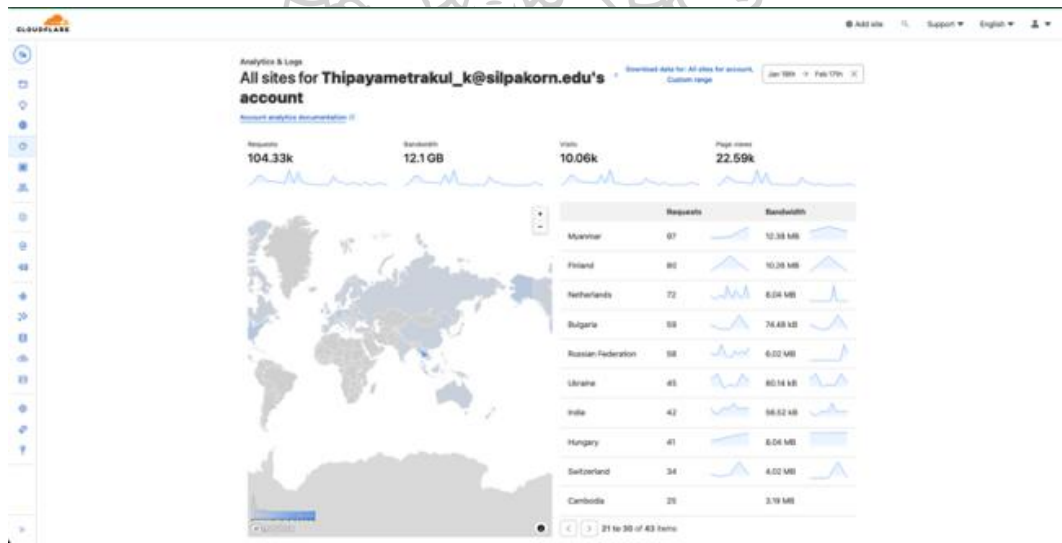 CLOUDFLARE
Add site
Support
English
Analytics & Logs
All sites for Thipayametrakul_k@silpakorn.edu's account
Download data for: All sites for account, Custom range
Jan 19th → Feb 17th
Account analytics documentation
Requests
104.33k
Bandwidth
12.1 GB
Visits
10.06k
Page views
22.59k
Requests Bandwidth
Myanmar 97 12.38 MB
Finland 80 10.26 MB
Netherlands 72 8.04 MB
Bulgaria 59 74.48 kB
Russian Federation 58 6.02 MB
Ukraine 45 80.14 kB
India 42 56.52 kB
Hungary 41 8.04 MB
Switzerland 34 4.02 MB
Cambodia 25 3.19 MB
21 to 30 of 43 items